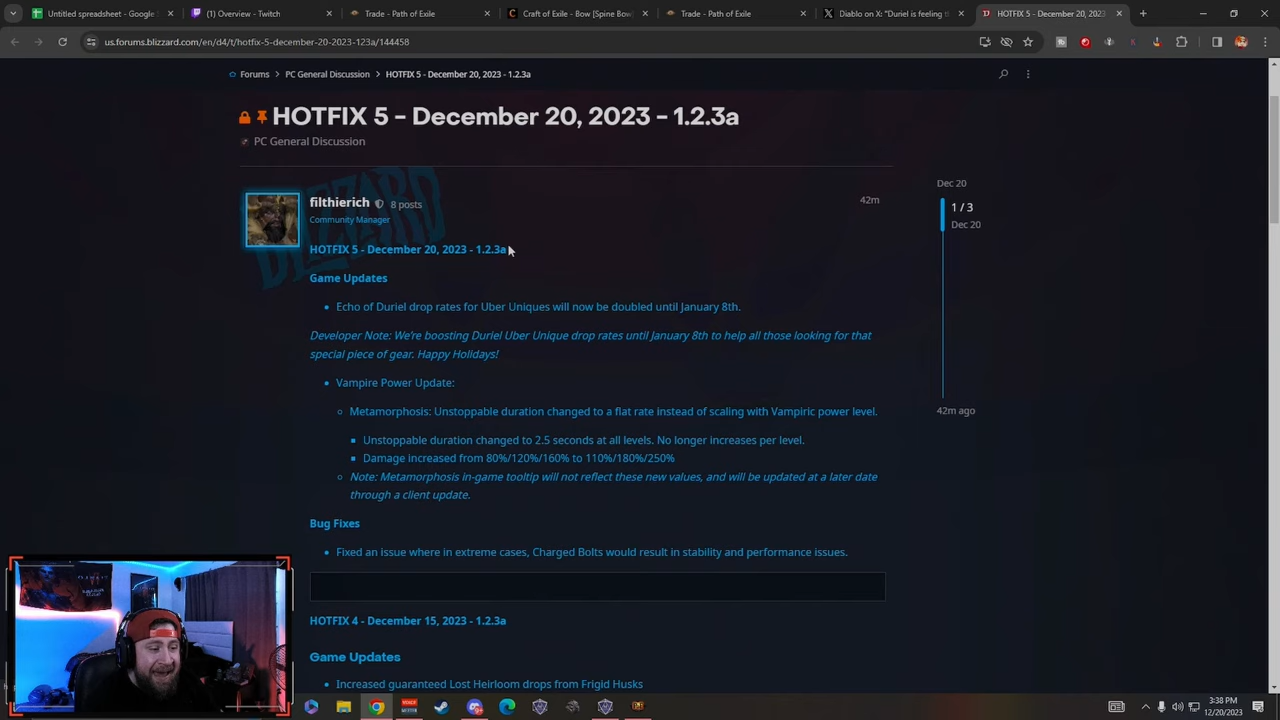 Untitled spreadsheet - Google S
(1) Overview - Twitch
Trade - Path of Exile
Craft of Exile - Bow [Spine Bow
Trade - Path of Exile
Diablo on X: "Duriel is feeling th
HOTFIX 5 - December 20, 2023 -
us.forums.blizzard.com/en/d4/t/hotfix-5-december-20-2023-123a/144458
Forums > PC General Discussion > HOTFIX 5 - December 20, 2023 - 1.2.3a
HOTFIX 5 - December 20, 2023 - 1.2.3a
PC General Discussion
BLIZZARD
Dec 20
filthierich 8 posts
42m
1 / 3
Community Manager
Dec 20
HOTFIX 5 - December 20, 2023 - 1.2.3a
Game Updates
• Echo of Duriel drop rates for Uber Uniques will now be doubled until January 8th.
Developer Note: We're boosting Duriel Uber Unique drop rates until January 8th to help all those looking for that
special piece of gear. Happy Holidays!
• Vampire Power Update:
Metamorphosis: Unstoppable duration changed to a flat rate instead of scaling with Vampiric power level.
42m ago
Unstoppable duration changed to 2.5 seconds at all levels. No longer increases per level.
Damage increased from 80%/120%/160% to 110%/180%/250%
Note: Metamorphosis in-game tooltip will not reflect these new values, and will be updated at a later date
through a client update.
Bug Fixes
• Fixed an issue where in extreme cases, Charged Bolts would result in stability and performance issues.
HOTFIX 4 - December 15, 2023 - 1.2.3a
Game Updates
• Increased guaranteed Lost Heirloom drops from Frigid Husks
3:38 PM
12/20/2023